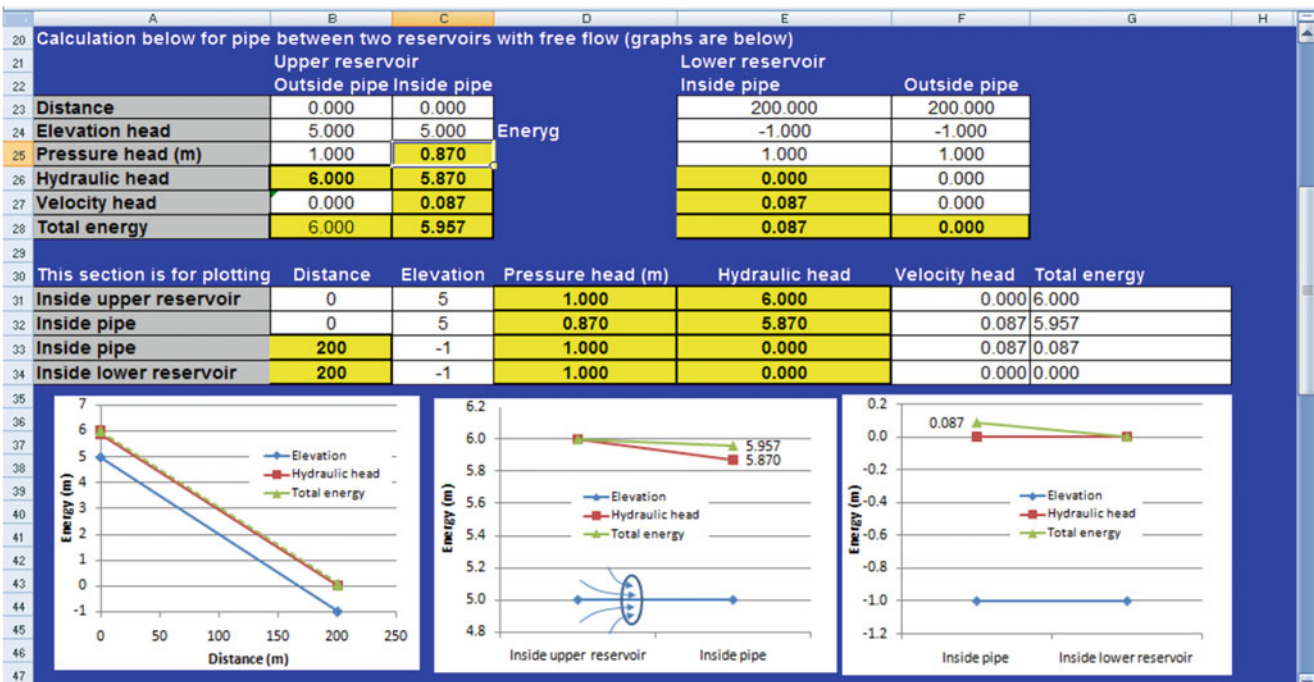 A B C D E F G H
20 Calculation below for pipe between two reservoirs with free flow (graphs are below)
21 Upper reservoir Lower reservoir
22 Outside pipe Inside pipe Inside pipe Outside pipe
23 Distance 0.000 0.000 200.000 200.000
24 Elevation head 5.000 5.000 Eneryg -1.000 -1.000
25 Pressure head (m) 1.000 0.870 1.000 1.000
26 Hydraulic head 6.000 5.870 0.000 0.000
27 Velocity head 0.000 0.087 0.087 0.000
28 Total energy 6.000 5.957 0.087 0.000
29
30 This section is for plotting Distance Elevation Pressure head (m) Hydraulic head Velocity head Total energy
31 Inside upper reservoir 0 5 1.000 6.000 0.000 6.000
32 Inside pipe 0 5 0.870 5.870 0.087 5.957
33 Inside pipe 200 -1 1.000 0.000 0.087 0.087
34 Inside lower reservoir 200 -1 1.000 0.000 0.000 0.000
35
36
37
38
39
40
41
42
43
44
45
46
47
7
6
5
4
3
2
1
0
-1
Energy (m)
Elevation
Hydraulic head
Total energy
0 50 100 150 200 250
Distance (m)
6.2
6.0
5.8
5.6
5.4
5.2
5.0
4.8
Energy (m)
5.957
5.870
Elevation
Hydraulic head
Total energy
Inside upper reservoir Inside pipe
0.2
0.0
-0.2
-0.4
-0.6
-0.8
-1.0
-1.2
Energy (m)
0.087
Elevation
Hydraulic head
Total energy
Inside pipe Inside lower reservoir